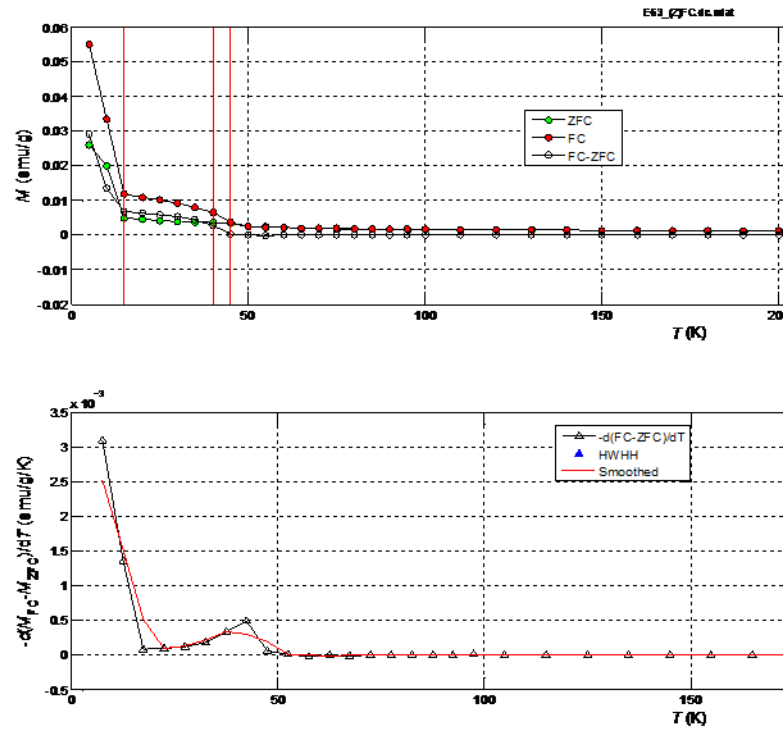 E53_(Z)FC.dc.mdat
0.06
0.05
0.04
0.03
0.02
0.01
0
-0.01
-0.02
M (emu/g)
ZFC
FC
FC-ZFC
0 50 100 150 20
T (K)
x 10⁻³
3.5
3
2.5
2
1.5
1
0.5
0
-0.5
-d(M_FC-M_ZFC)/dT (emu/g/K)
-d(FC-ZFC)/dT
HWHH
Smoothed
0 50 100 150
T (K)